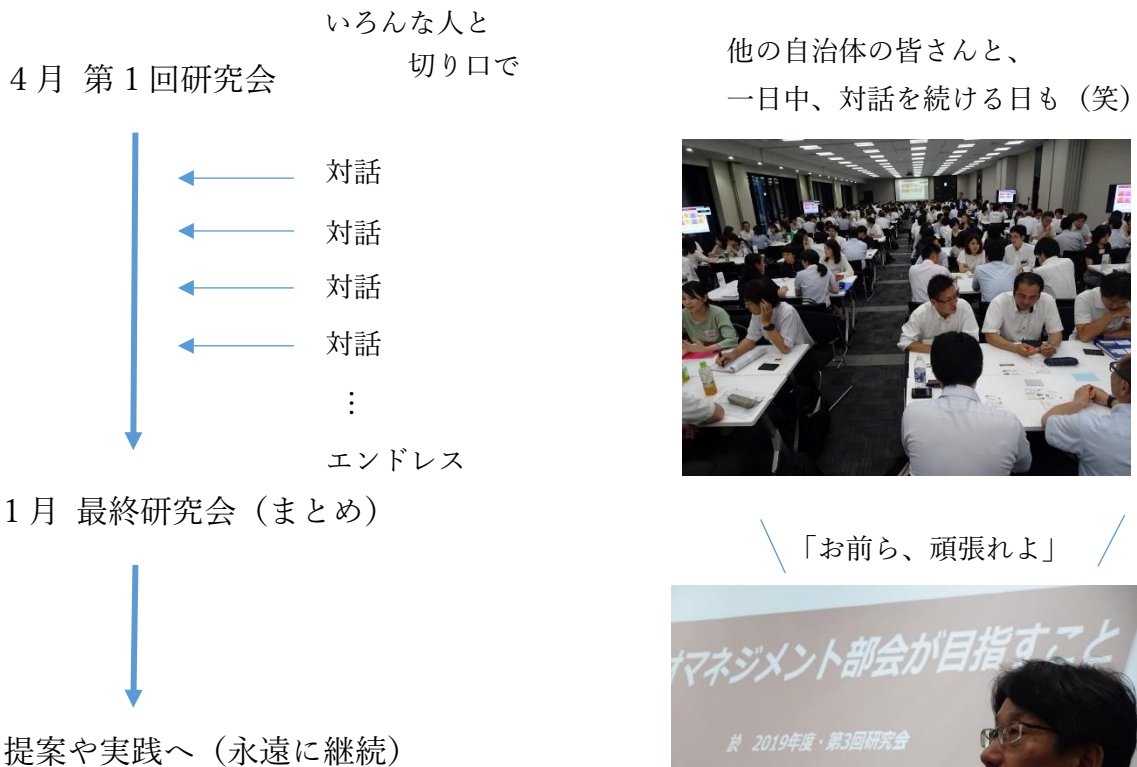 いろんな人と
切り口で
4月 第1回研究会
対話
対話
対話
対話
…
エンドレス
1月 最終研究会（まとめ）
提案や実践へ（永遠に継続）
他の自治体の皆さんと、
一日中、対話を続ける日も（笑）
「お前ら、頑張れよ」
マネジメント部会が目指すこと
於 2019年度・第3回研究会